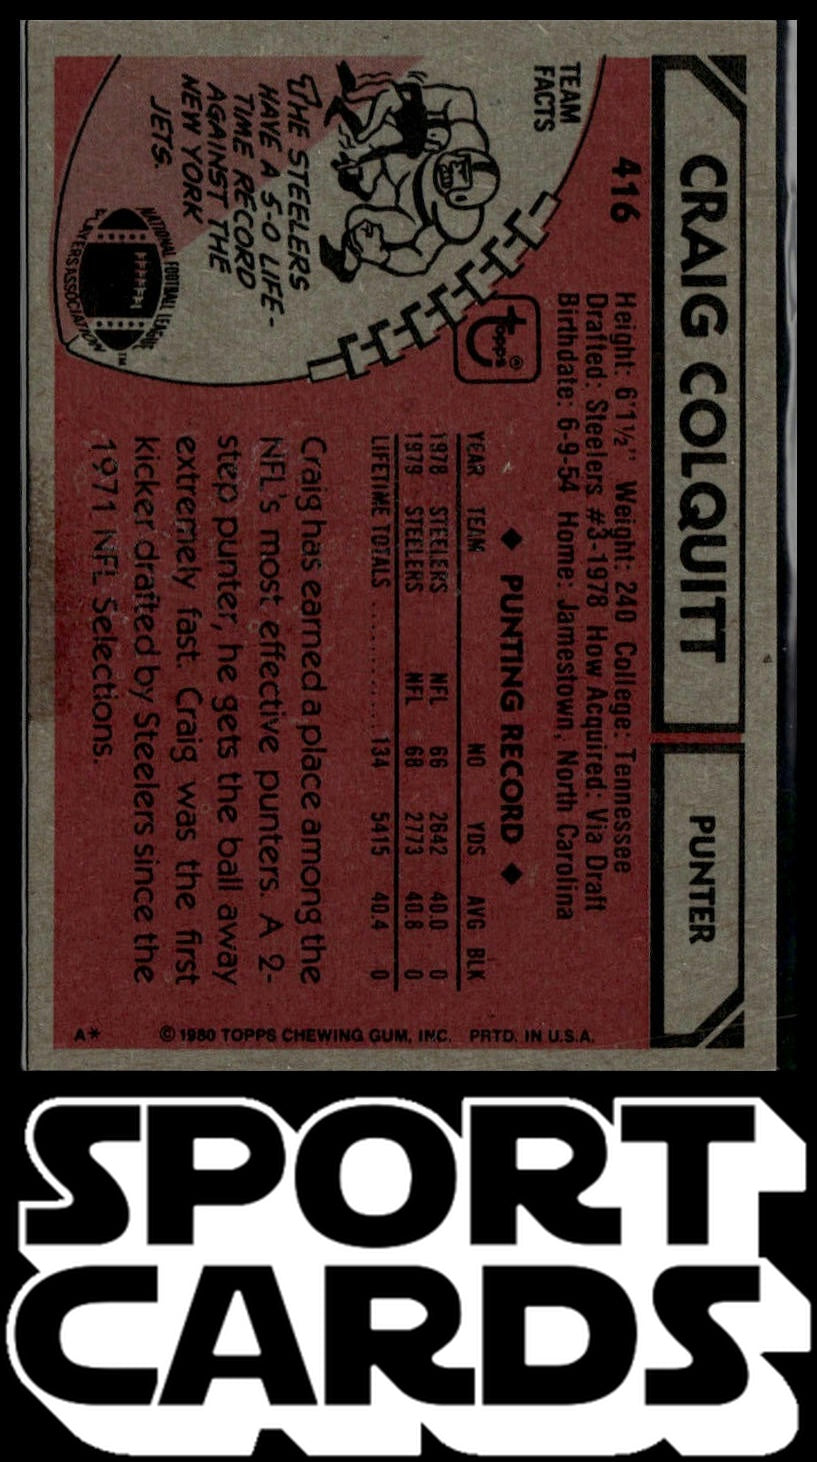 CRAIG COLQUITT
PUNTER
416
Height: 6'1½" Weight: 240 College: Tennessee
Drafted: Steelers #3-1978 How Acquired: Via Draft
Birthdate: 6-9-54 Home: Jamestown, North Carolina
TEAM
FACTS
THE STEELERS
HAVE A 5-0 LIFE-
TIME RECORD
AGAINST THE
NEW YORK
JETS.
NATIONAL FOOTBALL LEAGUE
PLAYERS ASSOCIATION
TM
topps®
◆ PUNTING RECORD ◆
YEAR TEAM NO YDS AVG BLK
1978 STEELERS NFL 66 2642 40.0 0
1979 STEELERS NFL 68 2773 40.8 0
LIFETIME TOTALS .......... 134 5415 40.4 0
Craig has earned a place among the
NFL's most effective punters. A 2-
step punter, he gets the ball away
extremely fast. Craig was the first
kicker drafted by Steelers since the
1971 NFL Selections.
A* © 1980 TOPPS CHEWING GUM, INC. PRTD. IN U.S.A.
SPORT
CARDS